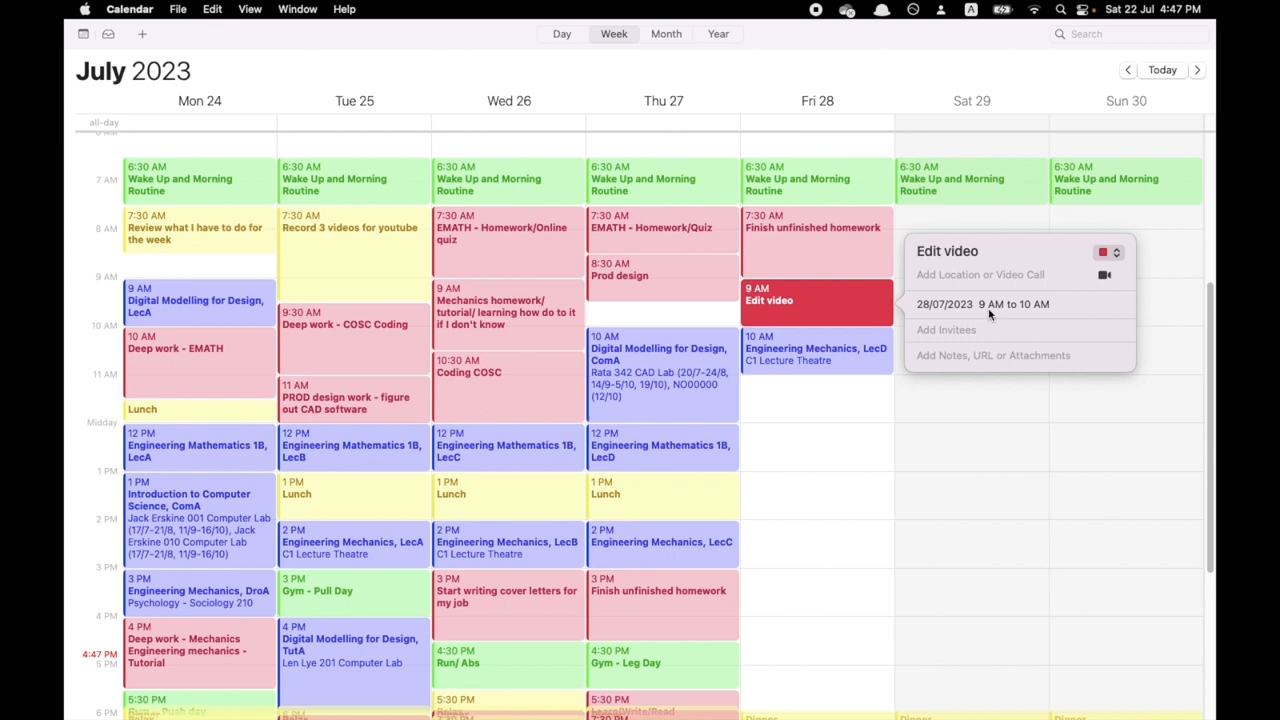 Calendar File Edit View Window Help
A
Sat 22 Jul 4:47 PM
Day Week Month Year
Search
July 2023
Today
Mon 24 Tue 25 Wed 26 Thu 27 Fri 28 Sat 29 Sun 30
all-day
7 AM
8 AM
9 AM
10 AM
11 AM
Midday
1 PM
2 PM
3 PM
4 PM
4:47 PM
5 PM
6 PM
6:30 AM
Wake Up and Morning
Routine
7:30 AM
Review what I have to do for
the week
9 AM
Digital Modelling for Design,
LecA
10 AM
Deep work - EMATH
Lunch
12 PM
Engineering Mathematics 1B,
LecA
1 PM
Introduction to Computer
Science, ComA
Jack Erskine 001 Computer Lab
(17/7-21/8, 11/9-16/10), Jack
Erskine 010 Computer Lab
(17/7-21/8, 11/9-16/10)
3 PM
Engineering Mechanics, DroA
Psychology - Sociology 210
4 PM
Deep work - Mechanics
Engineering mechanics -
Tutorial
5:30 PM
Gym - Push day
6:30 AM
Wake Up and Morning
Routine
7:30 AM
Record 3 videos for youtube
9:30 AM
Deep work - COSC Coding
11 AM
PROD design work - figure
out CAD software
12 PM
Engineering Mathematics 1B,
LecB
1 PM
Lunch
2 PM
Engineering Mechanics, LecA
C1 Lecture Theatre
3 PM
Gym - Pull Day
4 PM
Digital Modelling for Design,
TutA
Len Lye 201 Computer Lab
6:30 AM
Wake Up and Morning
Routine
7:30 AM
EMATH - Homework/Online
quiz
9 AM
Mechanics homework/
tutorial/ learning how do to it
if I don't know
10:30 AM
Coding COSC
12 PM
Engineering Mathematics 1B,
LecC
1 PM
Lunch
2 PM
Engineering Mechanics, LecB
C1 Lecture Theatre
3 PM
Start writing cover letters for
my job
4:30 PM
Run/ Abs
5:30 PM
Relax
7:30 PM
6:30 AM
Wake Up and Morning
Routine
7:30 AM
EMATH - Homework/Quiz
8:30 AM
Prod design
10 AM
Digital Modelling for Design,
ComA
Rata 342 CAD Lab (20/7-24/8,
14/9-5/10, 19/10), NO00000
(12/10)
12 PM
Engineering Mathematics 1B,
LecD
1 PM
Lunch
2 PM
Engineering Mechanics, LecC
3 PM
Finish unfinished homework
4:30 PM
Gym - Leg Day
5:30 PM
Learn/Write/Read
7:30 PM
6:30 AM
Wake Up and Morning
Routine
7:30 AM
Finish unfinished homework
9 AM
Edit video
10 AM
Engineering Mechanics, LecD
C1 Lecture Theatre
Dinner
6:30 AM
Wake Up and Morning
Routine
Dinner
6:30 AM
Wake Up and Morning
Routine
Dinner
Edit video
Add Location or Video Call
28/07/2023 9 AM to 10 AM
Add Invitees
Add Notes, URL or Attachments